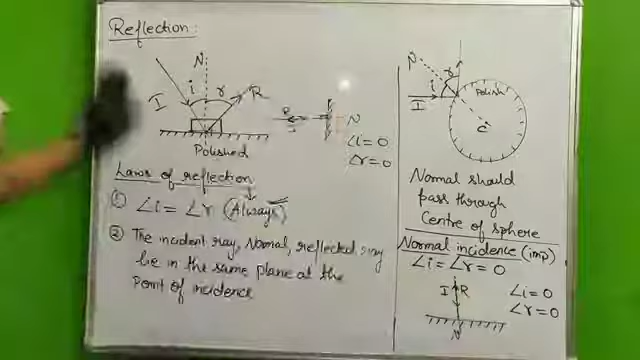 Reflection:
N
i
r
I
R
Polished
N
∠i=0
∠r=0
Laws of reflection
① ∠i = ∠r (Always)
② The incident ray, Normal, reflected ray
lie in the same plane at the
point of incidence
N
r
i
I
Polish
C
Normal should
pass through
Centre of sphere
Normal incidence (imp)
∠i = ∠r = 0
I R
∠i=0
∠r=0
N